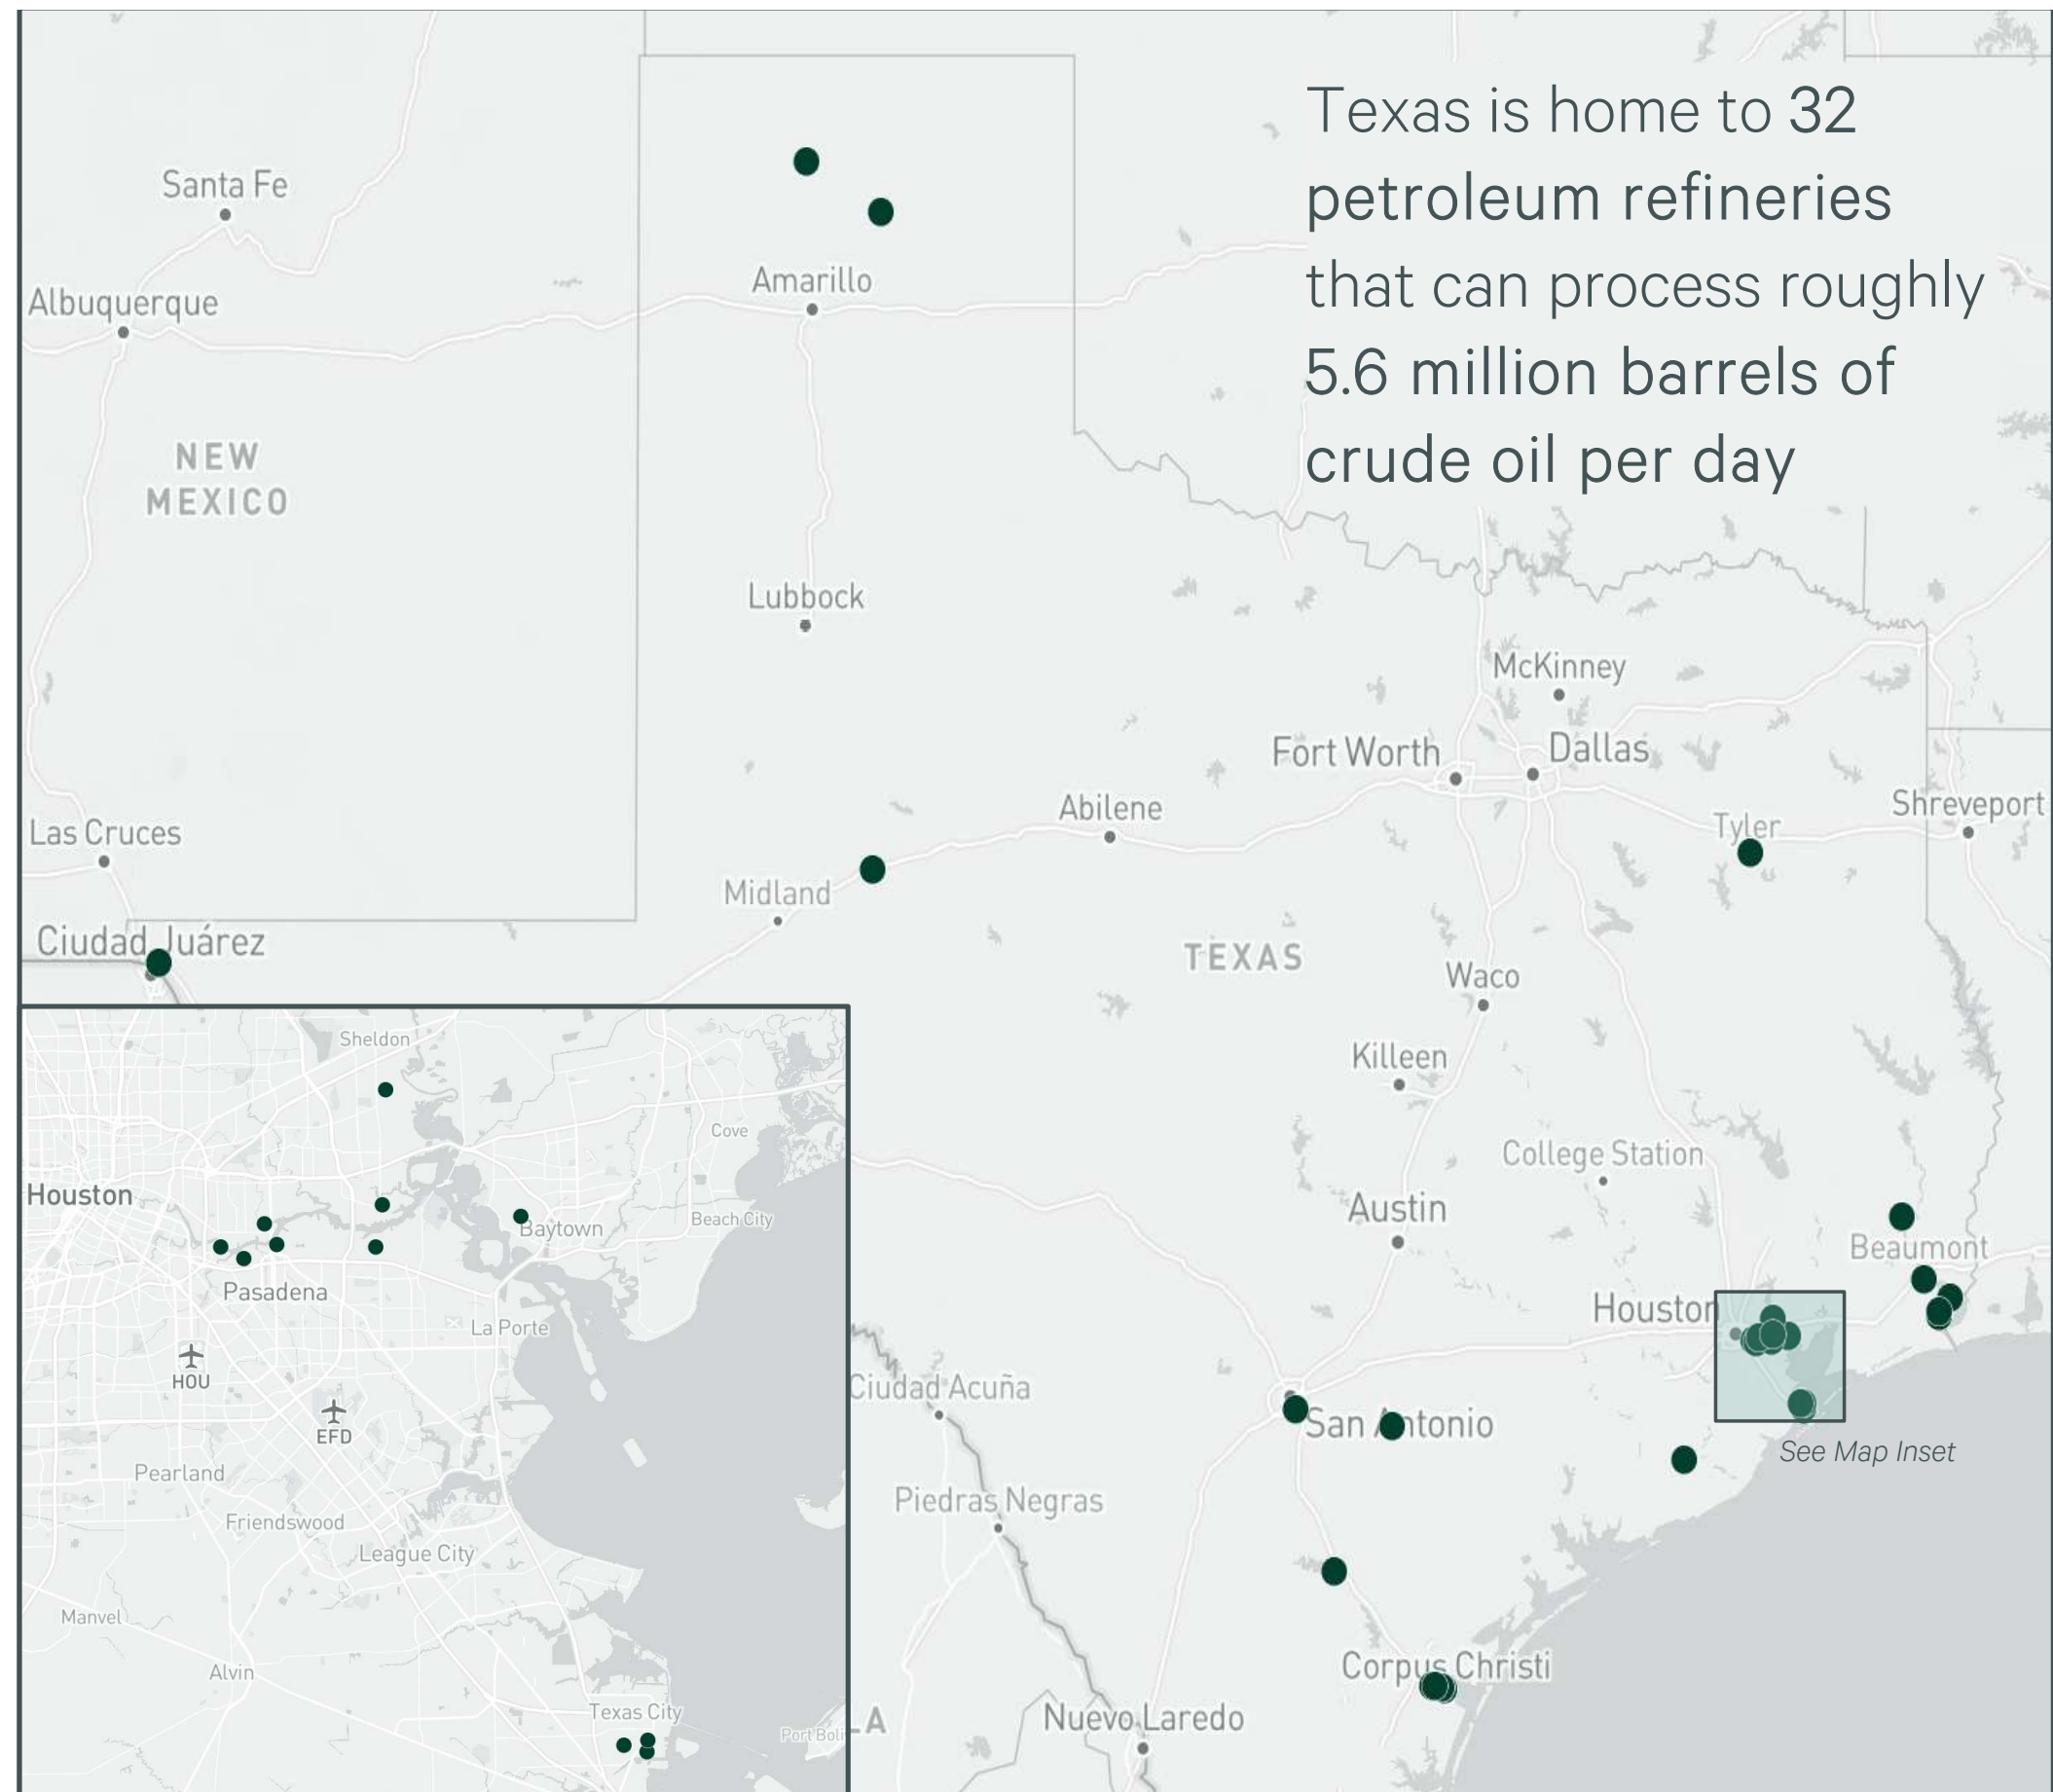 Texas is home to 32
petroleum refineries
that can process roughly
5.6 million barrels of
crude oil per day
Santa Fe
Amarillo
Albuquerque
NEW
MEXICO
Lubbock
McKinney
Fort Worth
Dallas
Abilene
Shreveport
Tyler
Las Cruces
Midland
Ciudad Juárez
TEXAS
Waco
Killeen
College Station
Austin
Beaumont
Houston
Ciudad Acuña
San Antonio
See Map Inset
Piedras Negras
Corpus Christi
Nuevo Laredo
LA
Sheldon
Cove
Houston
Baytown
Beach City
Pasadena
La Porte
HOU
EFD
Pearland
Friendswood
League City
Manvel
Alvin
Texas City
Port Boli